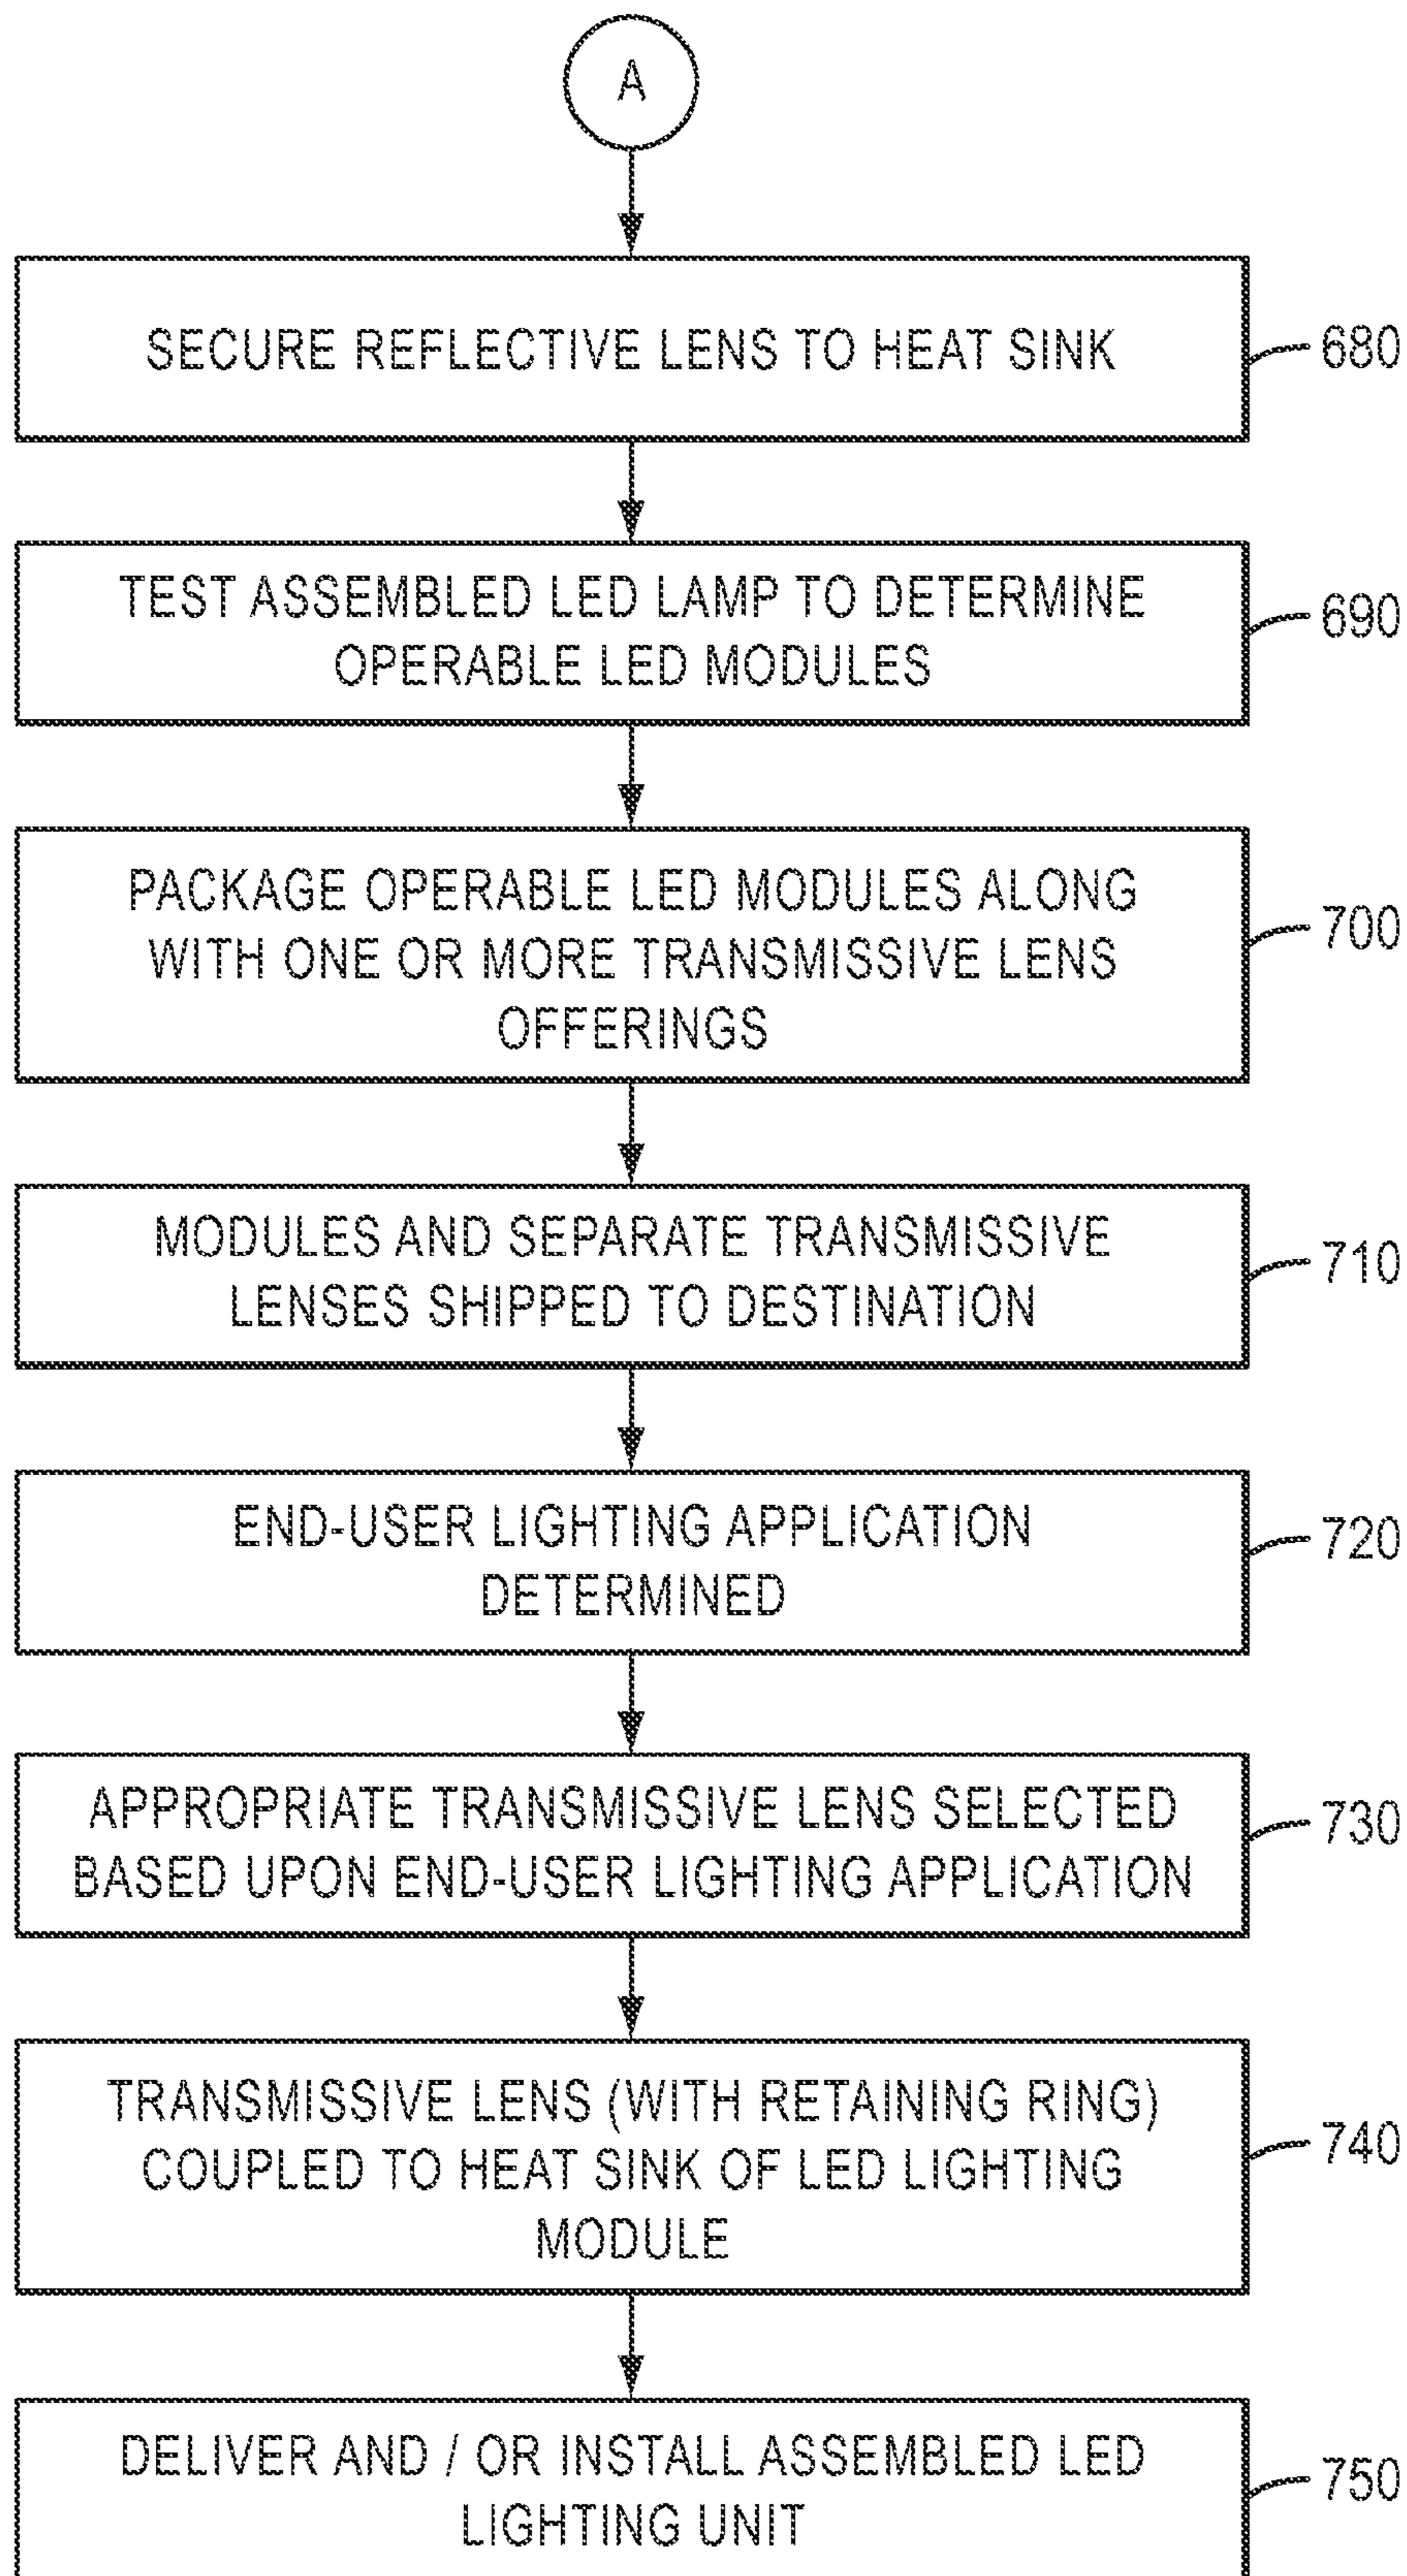 A
SECURE REFLECTIVE LENS TO HEAT SINK
680
TEST ASSEMBLED LED LAMP TO DETERMINE
OPERABLE LED MODULES
690
PACKAGE OPERABLE LED MODULES ALONG
WITH ONE OR MORE TRANSMISSIVE LENS
OFFERINGS
700
MODULES AND SEPARATE TRANSMISSIVE
LENSES SHIPPED TO DESTINATION
710
END-USER LIGHTING APPLICATION
DETERMINED
720
APPROPRIATE TRANSMISSIVE LENS SELECTED
BASED UPON END-USER LIGHTING APPLICATION
730
TRANSMISSIVE LENS (WITH RETAINING RING)
COUPLED TO HEAT SINK OF LED LIGHTING
MODULE
740
DELIVER AND / OR INSTALL ASSEMBLED LED
LIGHTING UNIT
750